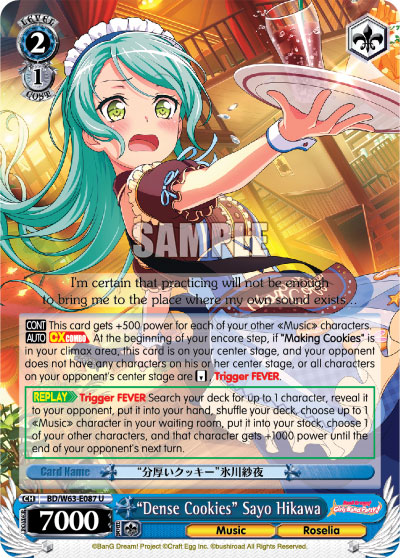 LEVEL
2
1
COST
SAMPLE
I'm certain that practicing will not be enough
to bring me to the place where my own sound exists...
CONT This card gets +500 power for each of your other «Music» characters.
AUTO CXCOMBO At the beginning of your encore step, if "Making Cookies" is
in your climax area, this card is on your center stage, and your opponent
does not have any characters on his or her center stage, or all characters
on your opponent's center stage are [▪], Trigger FEVER.
REPLAY Trigger FEVER Search your deck for up to 1 character, reveal it
to your opponent, put it into your hand, shuffle your deck, choose up to 1
«Music» character in your waiting room, put it into your stock, choose 1
of your other characters, and that character gets +1000 power until the
end of your opponent's next turn.
Card Name
"分厚いクッキー"氷川紗夜
CH BD/W63-E087 U
"Dense Cookies" Sayo Hikawa
POWER
7000
Music
Roselia
©BanG Dream! Project ©Craft Egg Inc. ©bushiroad All Rights Reserved.